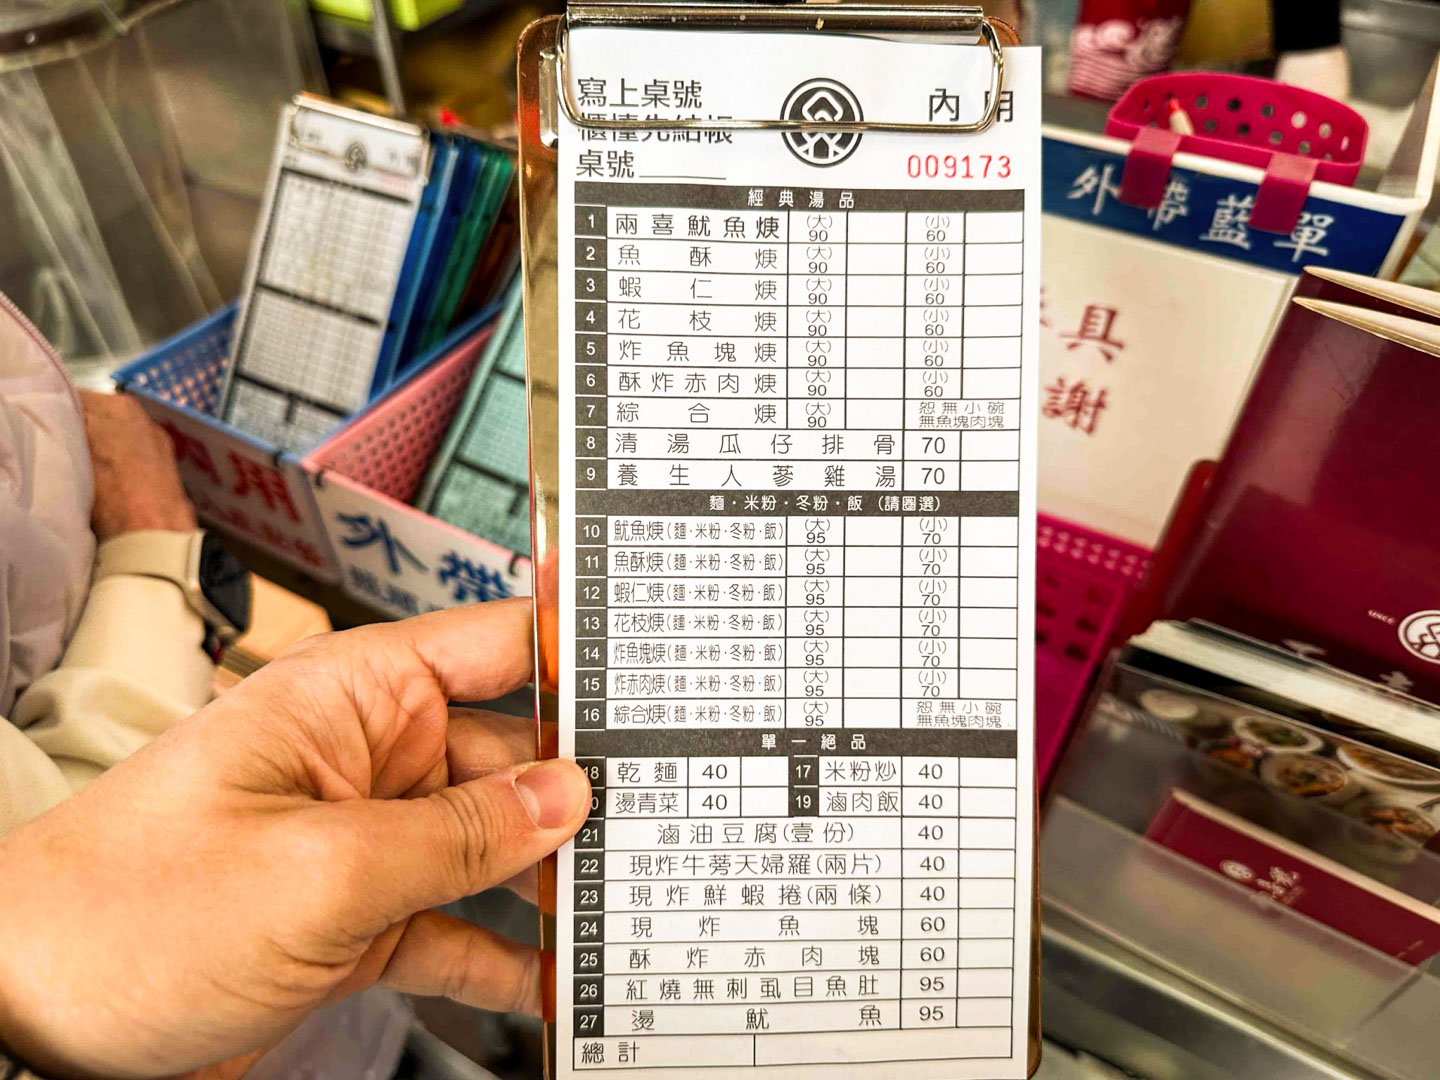 寫上桌號
櫃檯先結帳
桌號
內用
009173
經典湯品
1 兩喜魷魚焿 (大)90 (小)60
2 魚酥焿 (大)90 (小)60
3 蝦仁焿 (大)90 (小)60
4 花枝焿 (大)90 (小)60
5 炸魚塊焿 (大)90 (小)60
6 酥炸赤肉焿 (大)90 (小)60
7 綜合焿 (大)90 恕無小碗 無魚塊肉塊
8 清湯瓜仔排骨 70
9 養生人蔘雞湯 70
麵·米粉·冬粉·飯 (請圈選)
10 魷魚焿(麵·米粉·冬粉·飯) (大)95 (小)70
11 魚酥焿(麵·米粉·冬粉·飯) (大)95 (小)70
12 蝦仁焿(麵·米粉·冬粉·飯) (大)95 (小)70
13 花枝焿(麵·米粉·冬粉·飯) (大)95 (小)70
14 炸魚塊焿(麵·米粉·冬粉·飯) (大)95 (小)70
15 炸赤肉焿(麵·米粉·冬粉·飯) (大)95 (小)70
16 綜合焿(麵·米粉·冬粉·飯) (大)95 恕無小碗 無魚塊肉塊
單一絕品
18 乾麵 40 17 米粉炒 40
燙青菜 40 19 滷肉飯 40
21 滷油豆腐(壹份) 40
22 現炸牛蒡天婦羅(兩片) 40
23 現炸鮮蝦捲(兩條) 40
24 現炸魚塊 60
25 酥炸赤肉塊 60
26 紅燒無刺虱目魚肚 95
27 燙魷魚 95
總計
外帶藍單
具
謝
內用
外帶
since